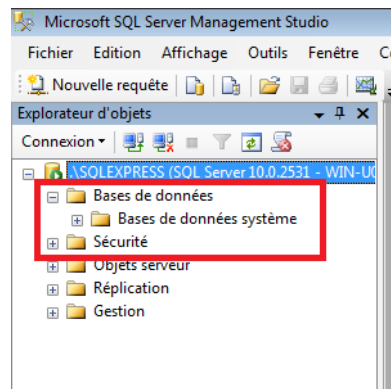 Microsoft SQL Server Management Studio
Fichier Edition Affichage Outils Fenêtre
Nouvelle requête
Explorateur d'objets
Connexion
.\SQLEXPRESS (SQL Server 10.0.2531 - WIN-U
Bases de données
Bases de données système
Sécurité
Objets serveur
Réplication
Gestion